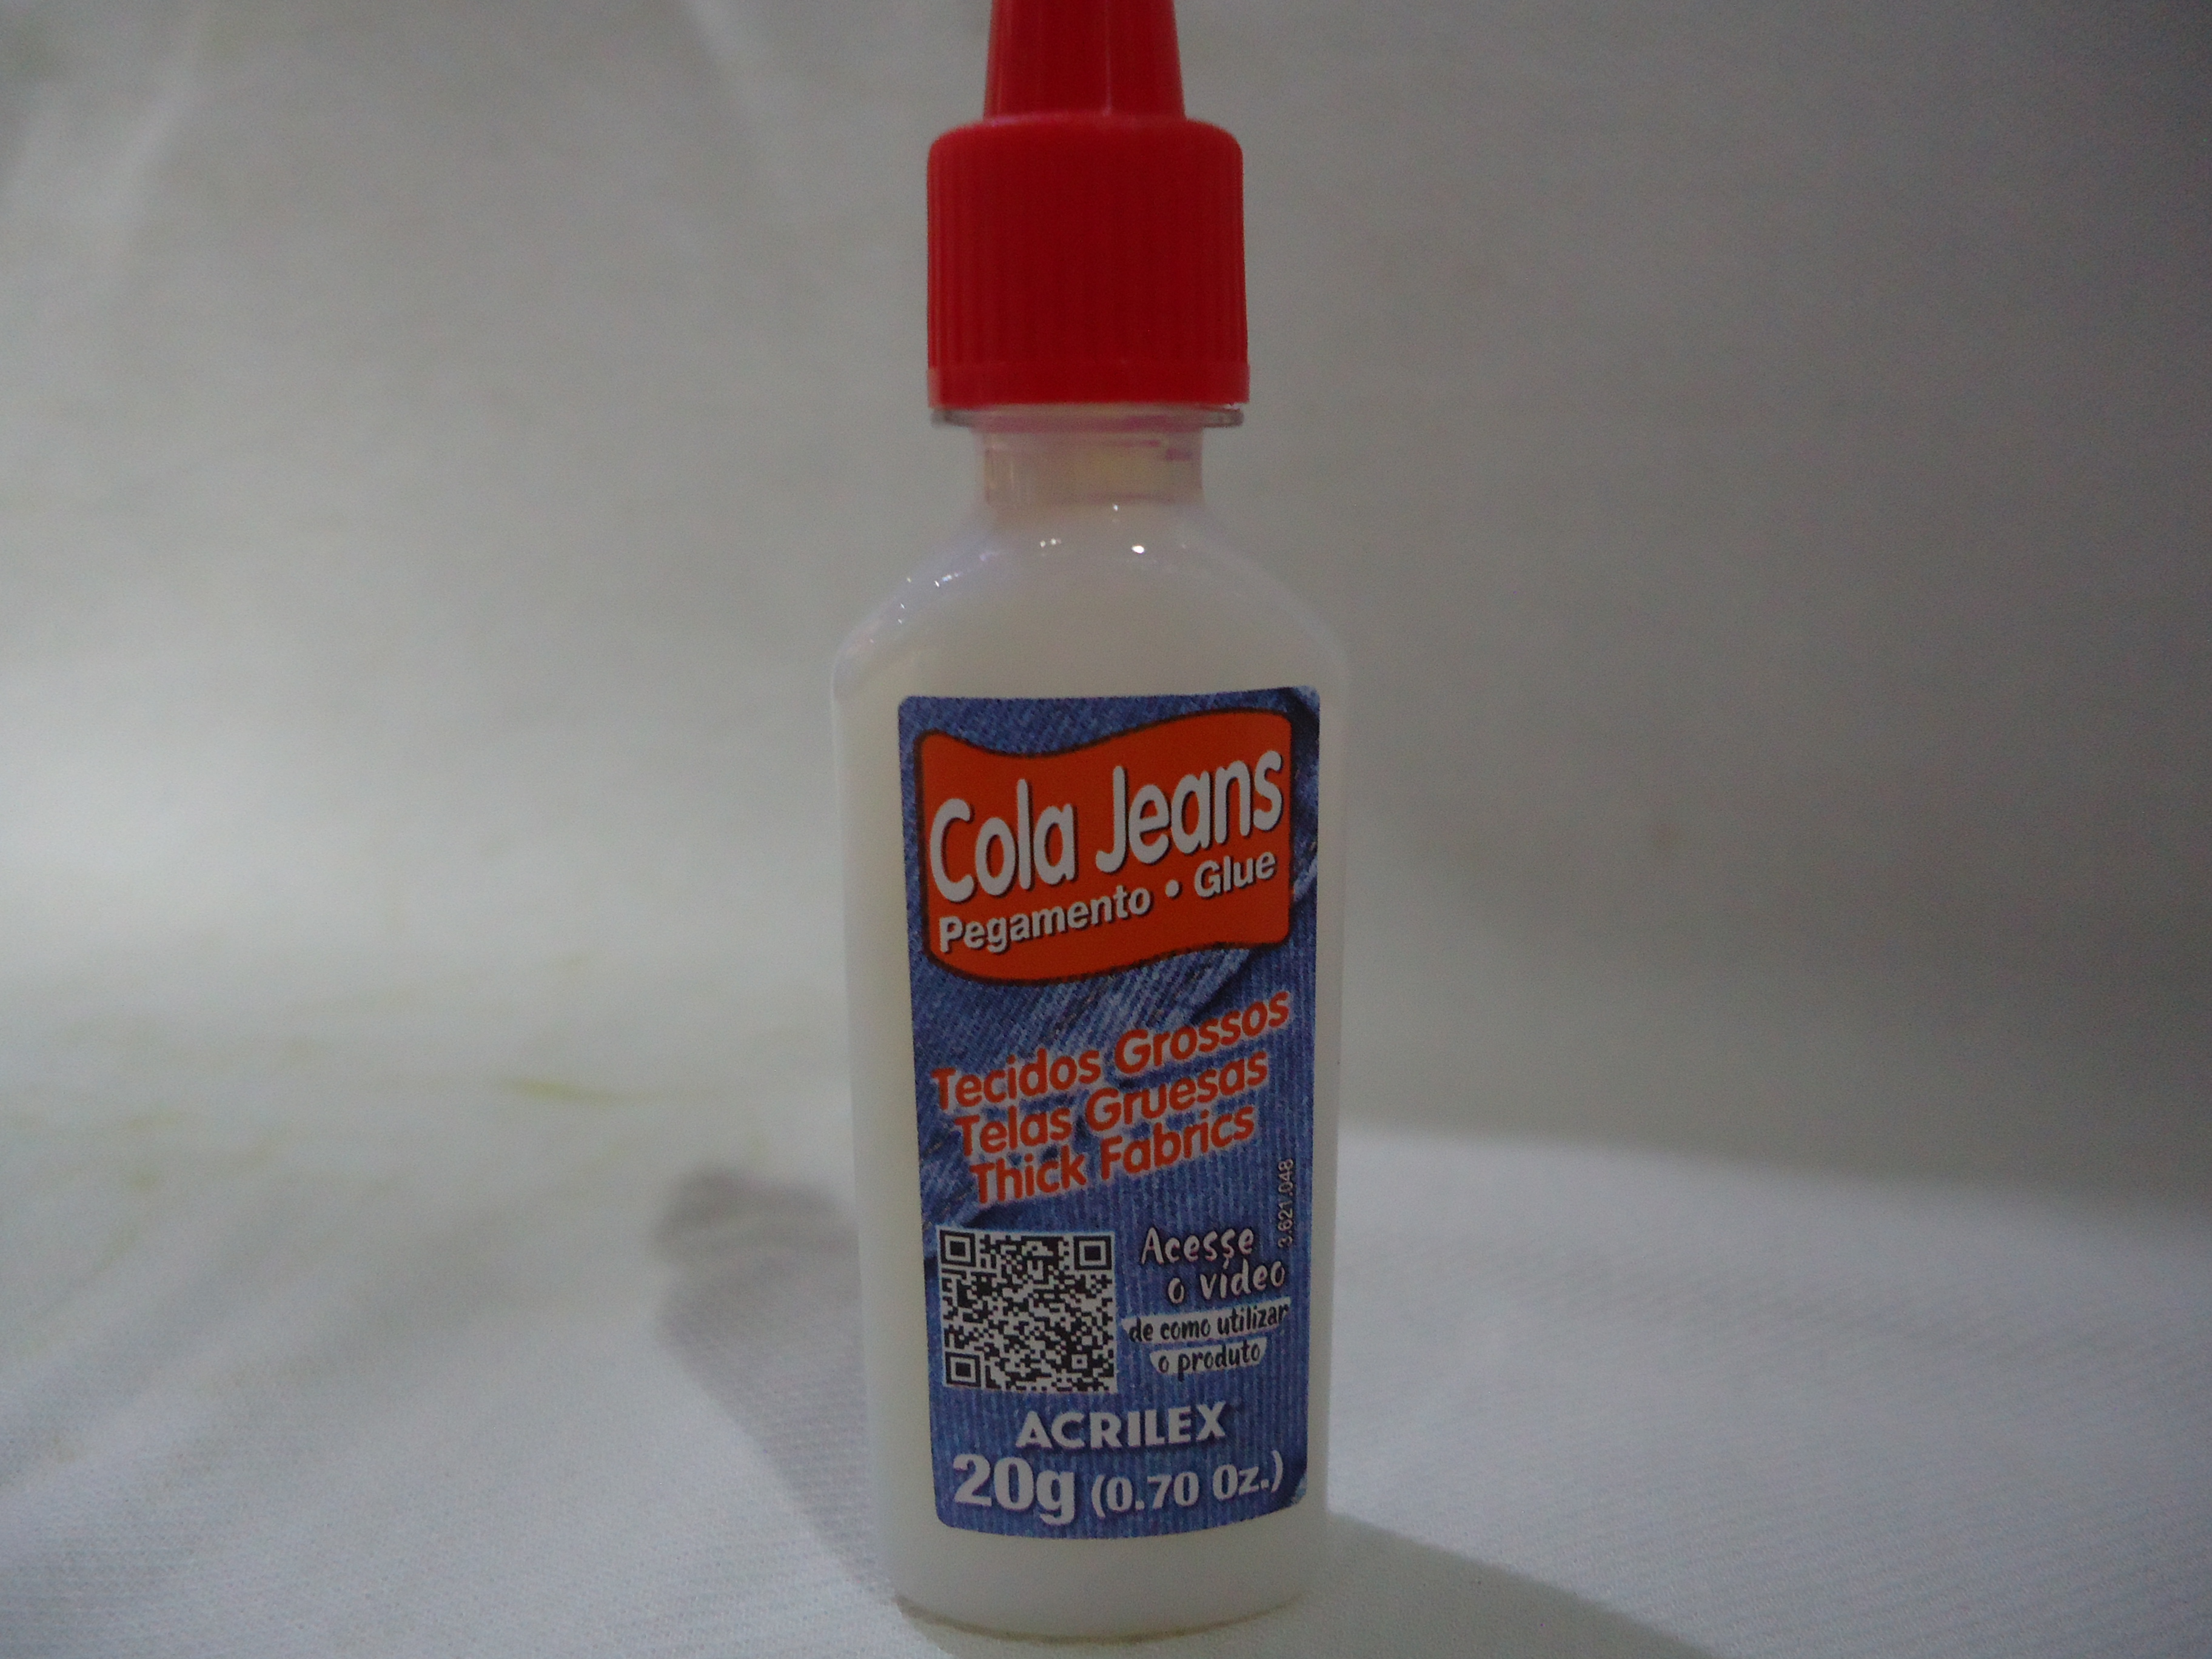 Cola Jeans
Pegamento • Glue
Tecidos Grossos
Telas Gruesas
Thick Fabrics
3.621.048
Acesse
o vídeo
de como utilizar
o produto
ACRILEX
20g (0.70 Oz.)